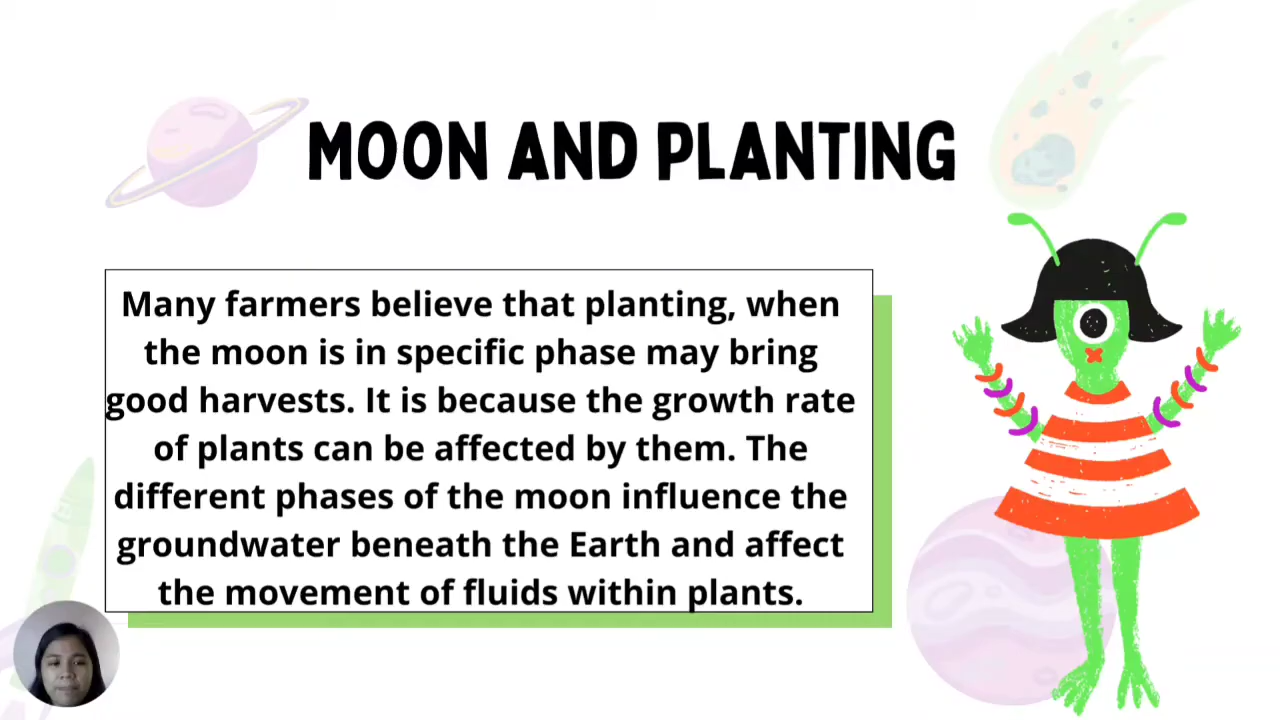 MOON AND PLANTING
Many farmers believe that planting, when
the moon is in specific phase may bring
good harvests. It is because the growth rate
of plants can be affected by them. The
different phases of the moon influence the
groundwater beneath the Earth and affect
the movement of fluids within plants.